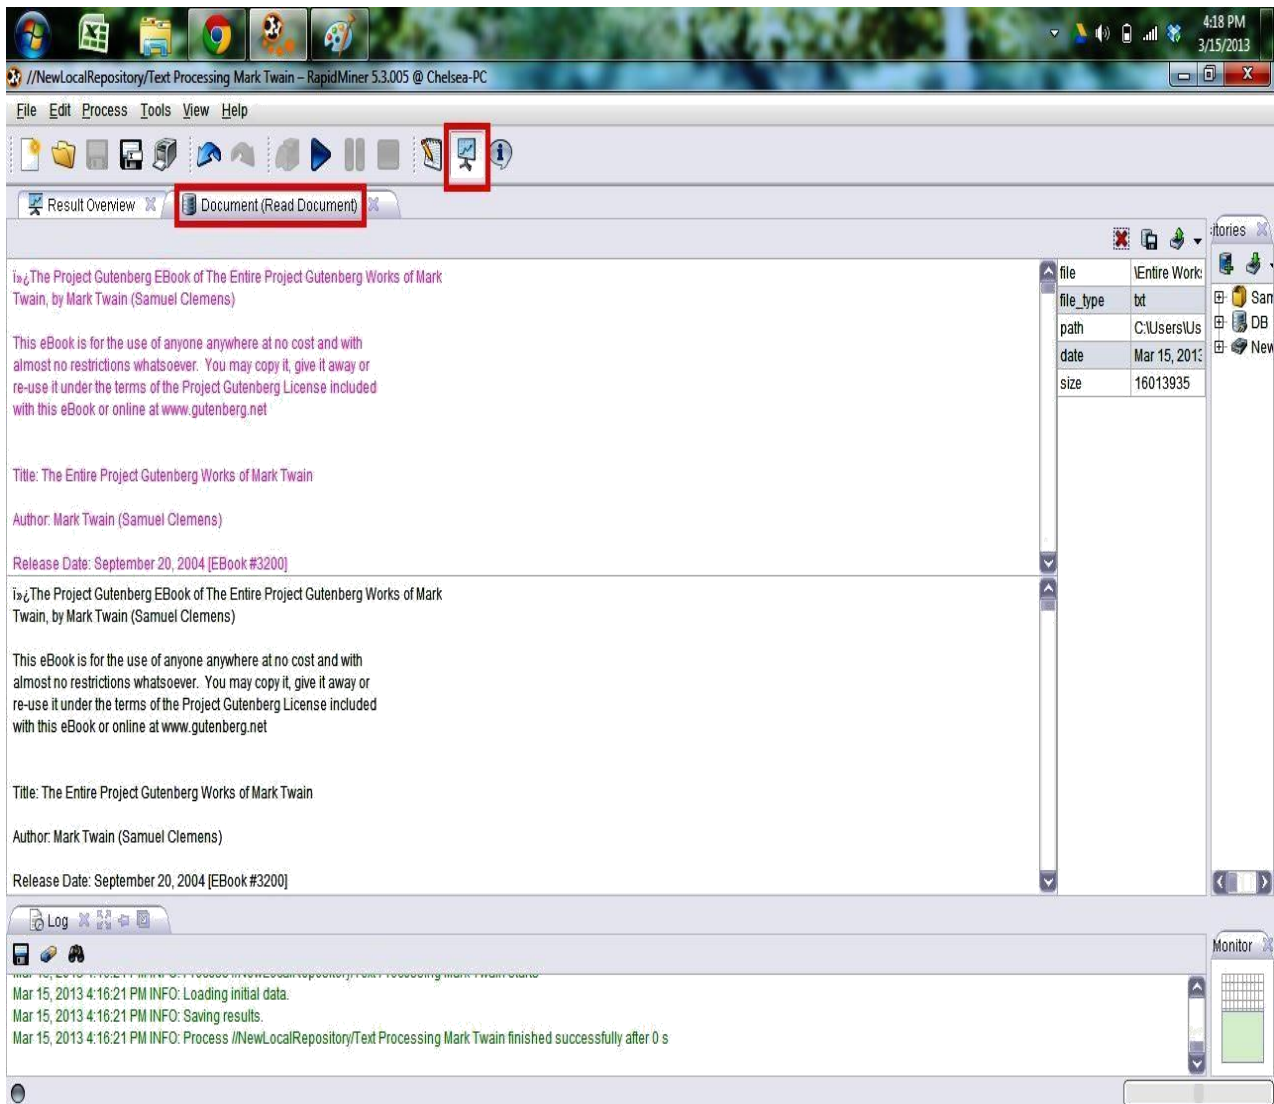 4:18 PM
3/15/2013
//NewLocalRepository/Text Processing Mark Twain – RapidMiner 5.3.005 @ Chelsea-PC
File Edit Process Tools View Help
Result Overview Document (Read Document)
itories
ï»¿The Project Gutenberg EBook of The Entire Project Gutenberg Works of Mark
Twain, by Mark Twain (Samuel Clemens)
This eBook is for the use of anyone anywhere at no cost and with
almost no restrictions whatsoever. You may copy it, give it away or
re-use it under the terms of the Project Gutenberg License included
with this eBook or online at www.gutenberg.net
Title: The Entire Project Gutenberg Works of Mark Twain
Author: Mark Twain (Samuel Clemens)
Release Date: September 20, 2004 [EBook #3200]
file \Entire Work
file_type txt
path C:\Users\Us
date Mar 15, 201
size 16013935
Sam
DB
New
ï»¿The Project Gutenberg EBook of The Entire Project Gutenberg Works of Mark
Twain, by Mark Twain (Samuel Clemens)
This eBook is for the use of anyone anywhere at no cost and with
almost no restrictions whatsoever. You may copy it, give it away or
re-use it under the terms of the Project Gutenberg License included
with this eBook or online at www.gutenberg.net
Title: The Entire Project Gutenberg Works of Mark Twain
Author: Mark Twain (Samuel Clemens)
Release Date: September 20, 2004 [EBook #3200]
Log
Monitor
Mar 15, 2013 4:16:21 PM INFO: Loading initial data.
Mar 15, 2013 4:16:21 PM INFO: Saving results.
Mar 15, 2013 4:16:21 PM INFO: Process //NewLocalRepository/Text Processing Mark Twain finished successfully after 0 s